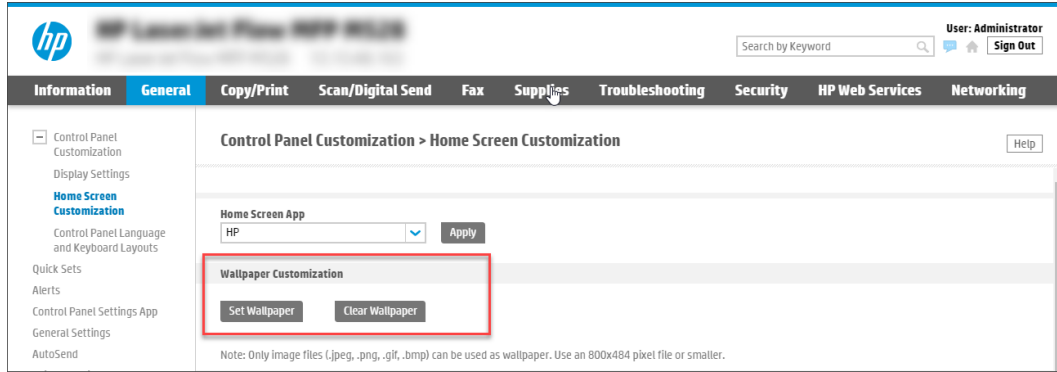 hp
User: Administrator
Search by Keyword
Sign Out
Information General Copy/Print Scan/Digital Send Fax Supplies Troubleshooting Security HP Web Services Networking
Control Panel
Customization
Display Settings
Home Screen
Customization
Control Panel Language
and Keyboard Layouts
Quick Sets
Alerts
Control Panel Settings App
General Settings
AutoSend
Control Panel Customization > Home Screen Customization
Help
Home Screen App
HP
Apply
Wallpaper Customization
Set Wallpaper Clear Wallpaper
Note: Only image files (.jpeg, .png, .gif, .bmp) can be used as wallpaper. Use an 800x484 pixel file or smaller.